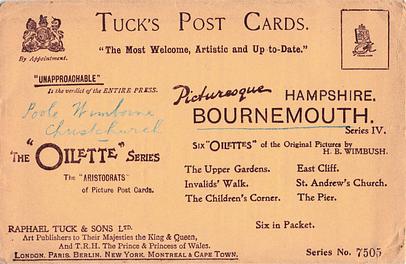 TUCK'S POST CARDS.
By Appointment.
"The Most Welcome, Artistic and Up-to-Date."
"UNAPPROACHABLE"
Is the verdict of the ENTIRE PRESS.
Picturesque HAMPSHIRE.
BOURNEMOUTH.
Series IV.
Poole Wimborne
Christchurch
THE "OILETTE" SERIES
The "ARISTOCRATS"
of Picture Post Cards.
SIX "OILETTES" of the Original Pictures by
H. B. WIMBUSH.
The Upper Gardens. East Cliff.
Invalids' Walk. St. Andrew's Church.
The Children's Corner. The Pier.
Six in Packet.
RAPHAEL TUCK & SONS LTD.
Art Publishers to Their Majesties the King & Queen,
And T.R.H. The Prince & Princess of Wales.
LONDON. PARIS. BERLIN. NEW YORK. MONTREAL & CAPE TOWN.
Series No. 7505